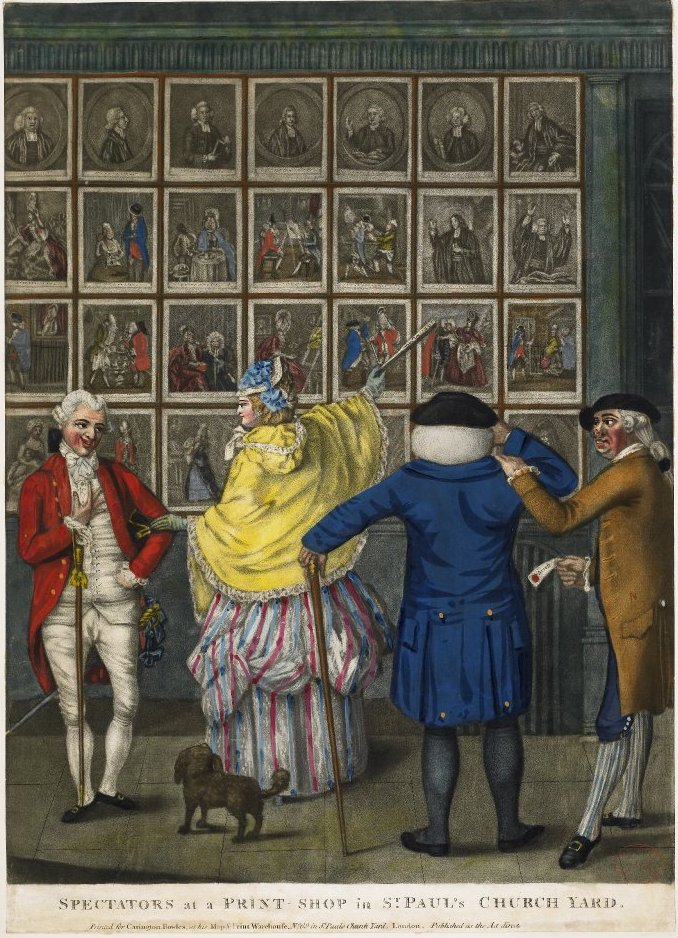 SPECTATORS at a PRINT-SHOP in ST. PAUL's CHURCH YARD.
Printed for Carington Bowles, at his Map & Print Warehouse, No. 69 in St. Pauls Church Yard, London. Published as the Act directs